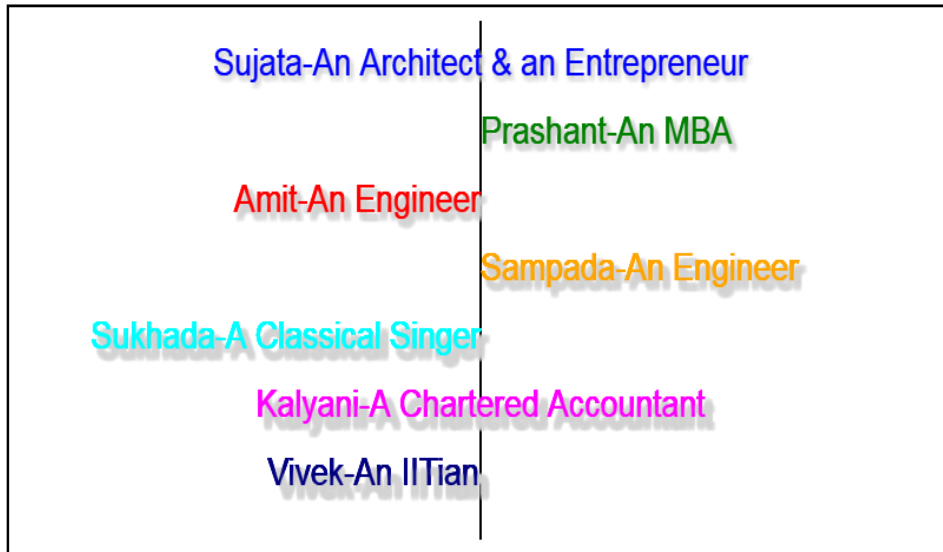 Sujata-An Architect & an Entrepreneur
Prashant-An MBA
Amit-An Engineer
Sampada-An Engineer
Sukhada-A Classical Singer
Kalyani-A Chartered Accountant
Vivek-An IITian